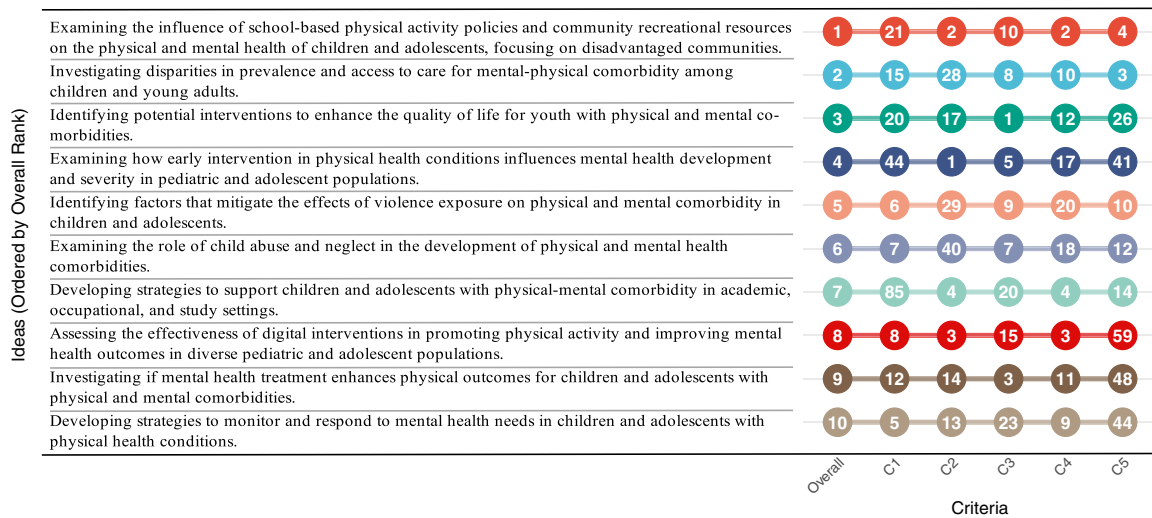 Examining the influence of school-based physical activity policies and community recreational resources
on the physical and mental health of children and adolescents, focusing on disadvantaged communities.
1 21 2 10 2 4
Investigating disparities in prevalence and access to care for mental-physical comorbidity among
children and young adults.
2 15 28 8 10 3
Identifying potential interventions to enhance the quality of life for youth with physical and mental co-
morbidities.
3 20 17 1 12 26
Examining how early intervention in physical health conditions influences mental health development
and severity in pediatric and adolescent populations.
4 44 1 5 17 41
Identifying factors that mitigate the effects of violence exposure on physical and mental comorbidity in
children and adolescents.
5 6 29 9 20 10
Examining the role of child abuse and neglect in the development of physical and mental health
comorbidities.
6 7 40 7 18 12
Developing strategies to support children and adolescents with physical-mental comorbidity in academic,
occupational, and study settings.
7 85 4 20 4 14
Assessing the effectiveness of digital interventions in promoting physical activity and improving mental
health outcomes in diverse pediatric and adolescent populations.
8 8 3 15 3 59
Investigating if mental health treatment enhances physical outcomes for children and adolescents with
physical and mental comorbidities.
9 12 14 3 11 48
Developing strategies to monitor and respond to mental health needs in children and adolescents with
physical health conditions.
10 5 13 23 9 44
Ideas (Ordered by Overall Rank)
Overall C1 C2 C3 C4 C5
Criteria